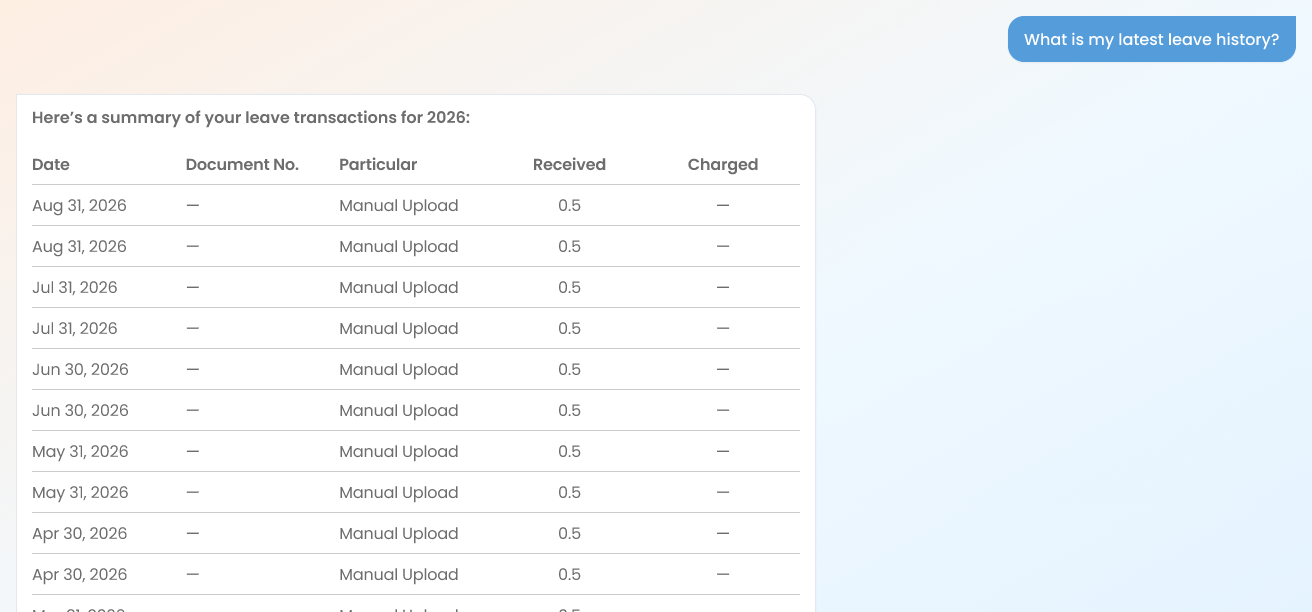 What is my latest leave history?
Here’s a summary of your leave transactions for 2026:
Date Document No. Particular Received Charged
Aug 31, 2026 — Manual Upload 0.5 —
Aug 31, 2026 — Manual Upload 0.5 —
Jul 31, 2026 — Manual Upload 0.5 —
Jul 31, 2026 — Manual Upload 0.5 —
Jun 30, 2026 — Manual Upload 0.5 —
Jun 30, 2026 — Manual Upload 0.5 —
May 31, 2026 — Manual Upload 0.5 —
May 31, 2026 — Manual Upload 0.5 —
Apr 30, 2026 — Manual Upload 0.5 —
Apr 30, 2026 — Manual Upload 0.5 —